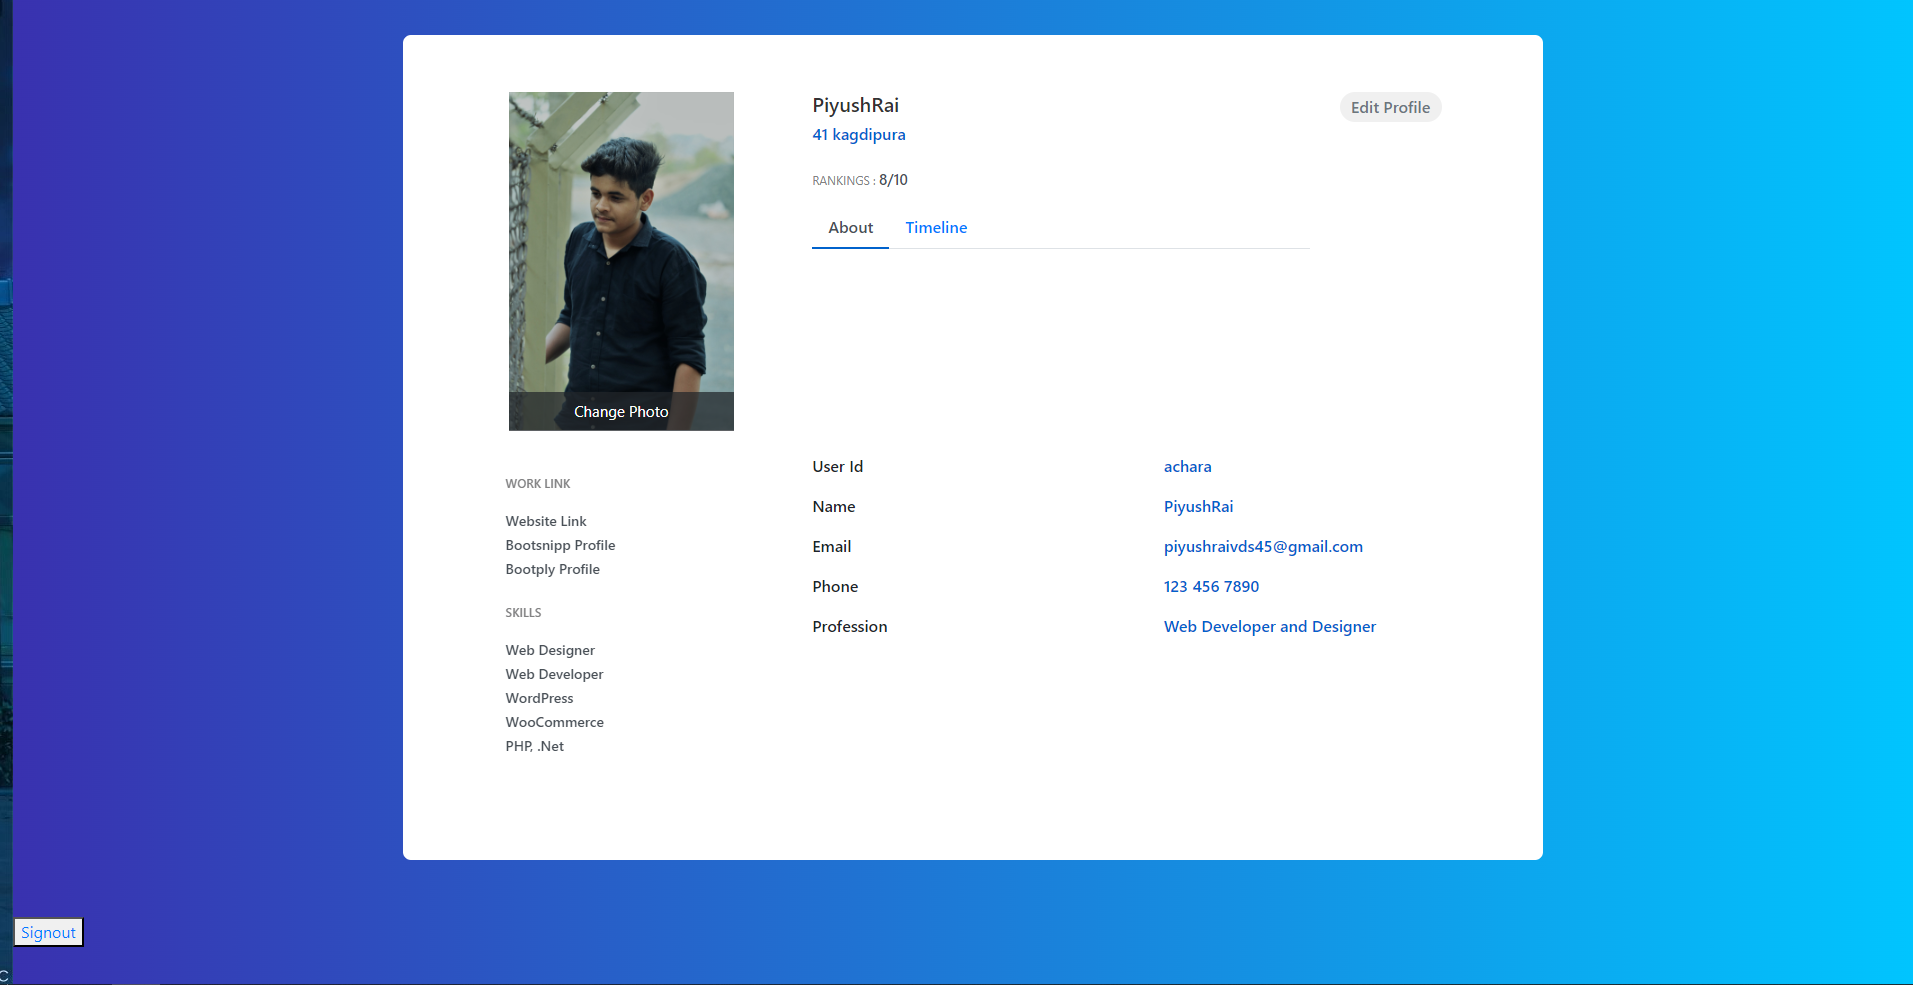 PiyushRai
41 kagdipura
RANKINGS : 8/10
Edit Profile
About
Timeline
Change Photo
WORK LINK
Website Link
Bootsnipp Profile
Bootply Profile
SKILLS
Web Designer
Web Developer
WordPress
WooCommerce
PHP, .Net
User Id achara
Name PiyushRai
Email piyushraivds45@gmail.com
Phone 123 456 7890
Profession Web Developer and Designer
Signout